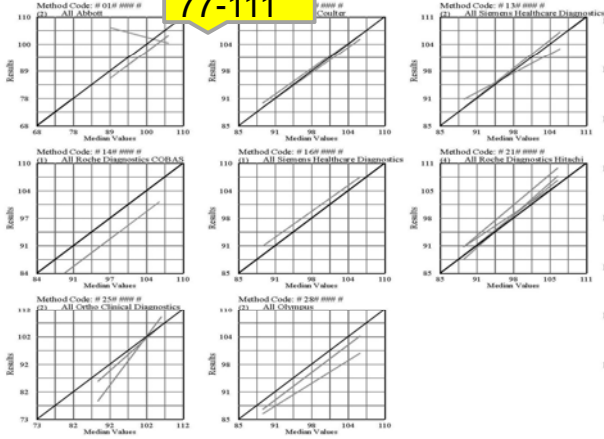 77-111
Method Code: # 01# ### #
(2) All Abbott
110
100
89
78
68
Results
68 78 89 100 110
Median Values
### #
Coulter
104
98
91
85
Results
85 91 98 104 110
Median Values
Method Code: # 13# ### #
(2) All Siemens Healthcare Diagnostics
110
104
98
91
85
Results
85 91 98 104 110
Median Values
Method Code: # 14# ### #
(1) All Roche Diagnostics COBAS
110
104
97
91
84
Results
84 91 97 104 110
Median Values
Method Code: # 16# ### #
(1) All Siemens Healthcare Diagnostics
110
104
98
91
85
Results
85 91 98 104 110
Median Values
Method Code: # 21# ### #
(4) All Roche Diagnostics Hitachi
111
105
98
91
85
Results
85 91 98 105 111
Median Values
Method Code: # 25# ### #
(2) All Ortho Clinical Diagnostics
102
92
82
73
Results
73 82 92 102 112
Median Values
Method Code: # 28# ### #
(2) All Olympus
110
104
98
91
85
Results
85 91 98 104 110
Median Values